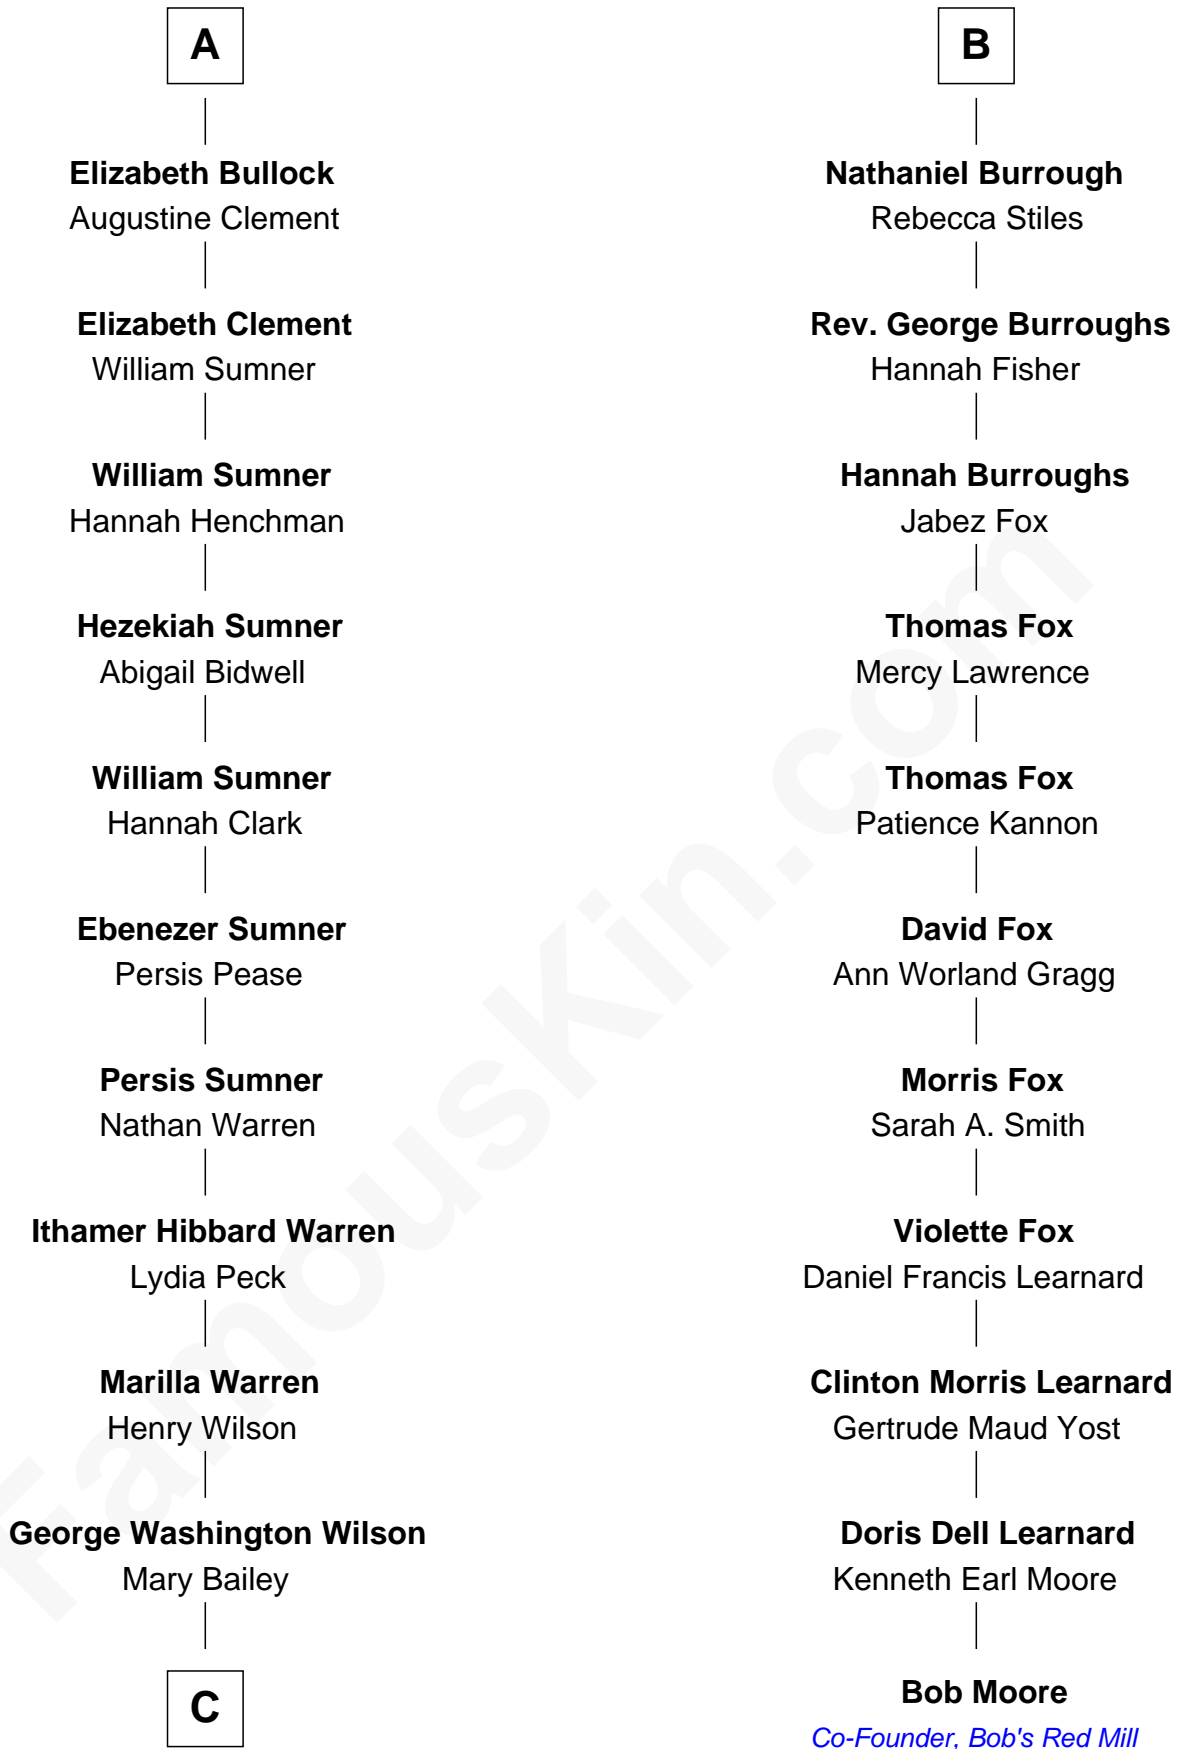 A
Elizabeth Bullock
Augustine Clement
Elizabeth Clement
William Sumner
William Sumner
Hannah Henchman
Hezekiah Sumner
Abigail Bidwell
William Sumner
Hannah Clark
Ebenezer Sumner
Persis Pease
Persis Sumner
Nathan Warren
Ithamer Hibbard Warren
Lydia Peck
Marilla Warren
Henry Wilson
George Washington Wilson
Mary Bailey
C
B
Nathaniel Burrough
Rebecca Stiles
Rev. George Burroughs
Hannah Fisher
Hannah Burroughs
Jabez Fox
Thomas Fox
Mercy Lawrence
Thomas Fox
Patience Kannon
David Fox
Ann Worland Gragg
Morris Fox
Sarah A. Smith
Violette Fox
Daniel Francis Learnard
Clinton Morris Learnard
Gertrude Maud Yost
Doris Dell Learnard
Kenneth Earl Moore
Bob Moore
Co-Founder, Bob's Red Mill
FamousKin.com